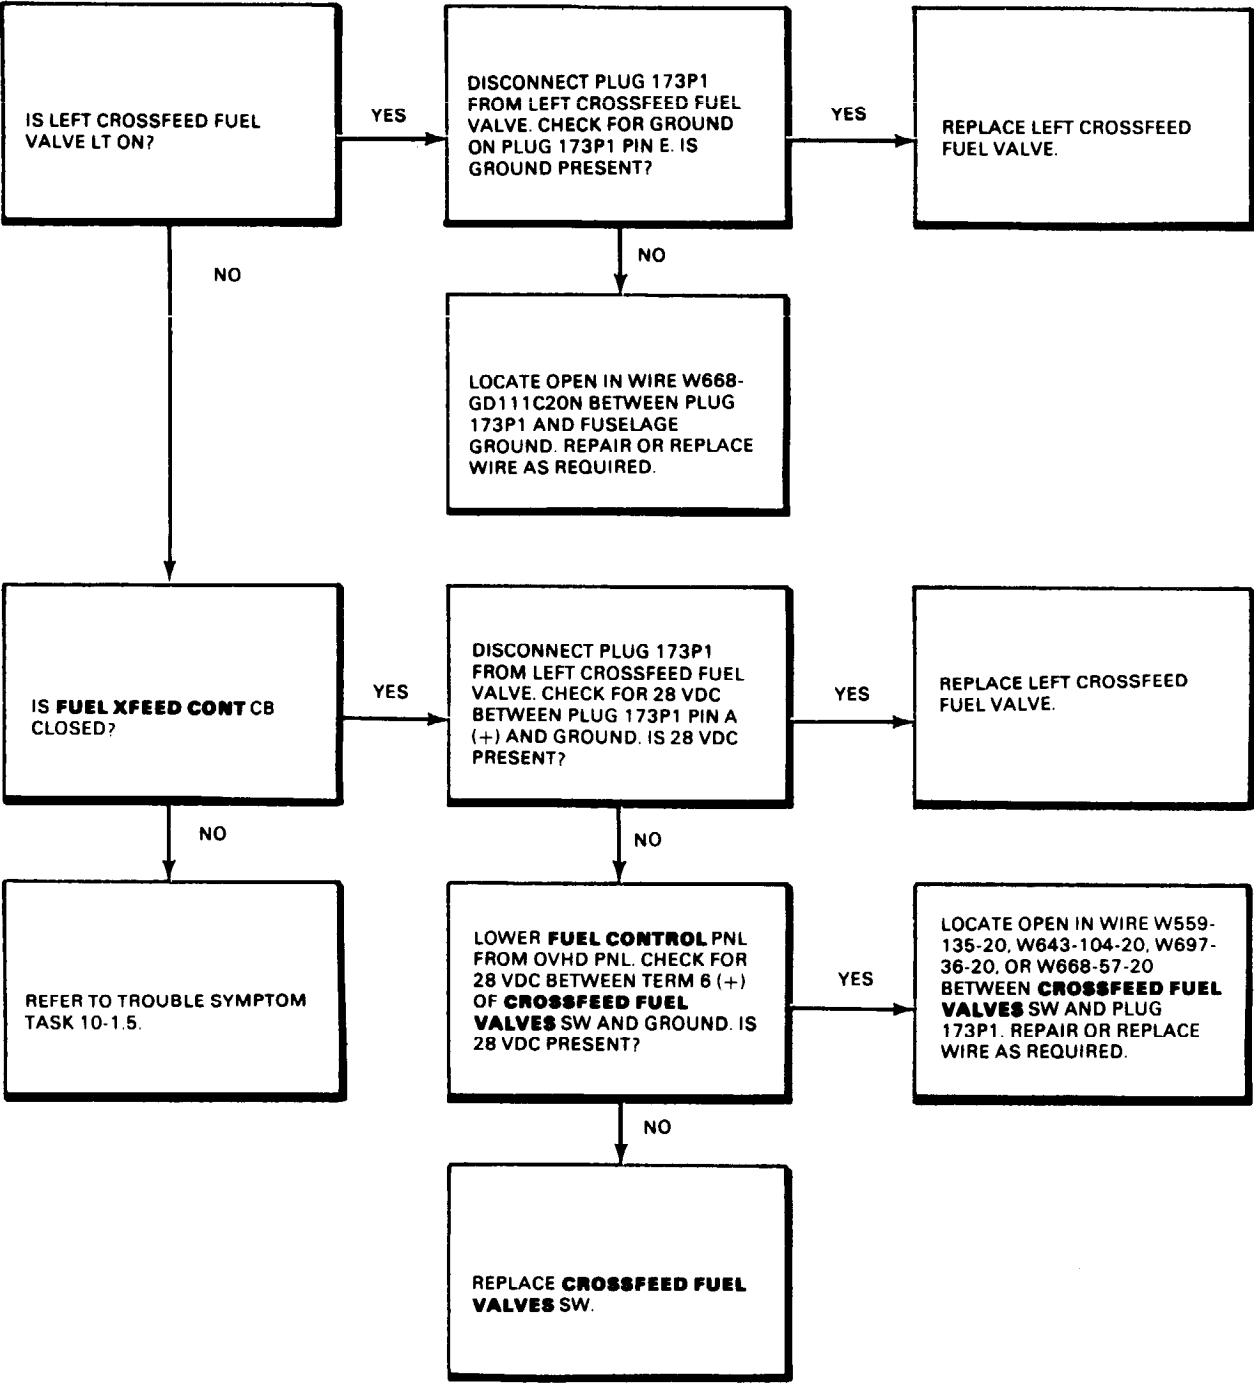 IS LEFT CROSSFEED FUEL
VALVE LT ON?
YES
DISCONNECT PLUG 173P1
FROM LEFT CROSSFEED FUEL
VALVE. CHECK FOR GROUND
ON PLUG 173P1 PIN E. IS
GROUND PRESENT?
YES
REPLACE LEFT CROSSFEED
FUEL VALVE.
NO
NO
LOCATE OPEN IN WIRE W668-
GD111C20N BETWEEN PLUG
173P1 AND FUSELAGE
GROUND. REPAIR OR REPLACE
WIRE AS REQUIRED.
IS FUEL XFEED CONT CB
CLOSED?
YES
DISCONNECT PLUG 173P1
FROM LEFT CROSSFEED FUEL
VALVE. CHECK FOR 28 VDC
BETWEEN PLUG 173P1 PIN A
(+) AND GROUND. IS 28 VDC
PRESENT?
YES
REPLACE LEFT CROSSFEED
FUEL VALVE.
NO
NO
REFER TO TROUBLE SYMPTOM
TASK 10-1.5.
LOWER FUEL CONTROL PNL
FROM OVHD PNL. CHECK FOR
28 VDC BETWEEN TERM 6 (+)
OF CROSSFEED FUEL
VALVES SW AND GROUND. IS
28 VDC PRESENT?
YES
LOCATE OPEN IN WIRE W559-
135-20, W643-104-20, W697-
36-20, OR W668-57-20
BETWEEN CROSSFEED FUEL
VALVES SW AND PLUG
173P1. REPAIR OR REPLACE
WIRE AS REQUIRED.
NO
REPLACE CROSSFEED FUEL
VALVES SW.